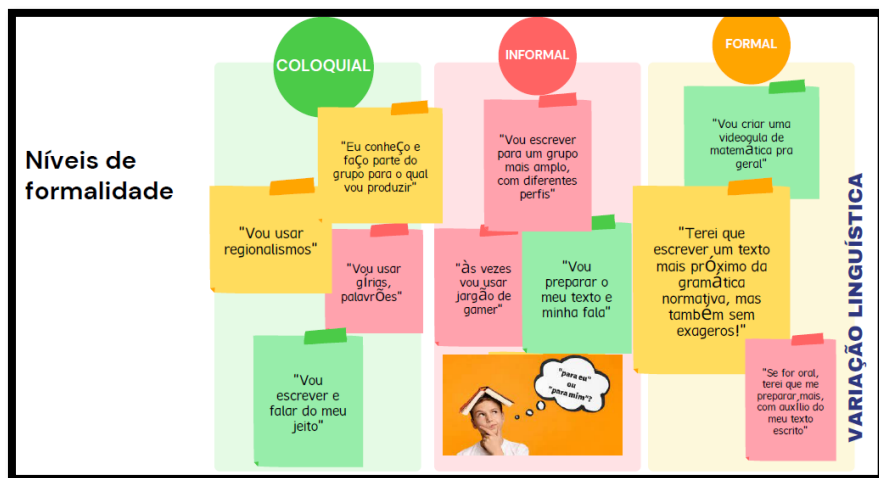 Níveis de
formalidade
COLOQUIAL
"Eu conheÇo e
faÇo parte do
grupo para o qual
vou produzir"
"Vou usar
regionalismos"
"Vou usar
gÍrias,
palavrÕes"
"Vou
escrever e
falar do meu
jeito"
INFORMAL
"Vou escrever
para um grupo
mais amplo,
com diferentes
perfis"
"Às vezes
vou usar
jargÃo de
gamer"
"Vou
preparar o
meu texto e
minha fala"
"para eu"
ou
"para mim"?
FORMAL
"Vou criar uma
videogula de
matemÁtica pra
geral"
"Terei que
escrever um texto
mais prÓximo da
gramÁtica
normativa, mas
tambÉm sem
exageros!"
"Se for oral,
terei que me
preparar mais,
com auxÍlio do
meu texto
escrito"
VARIAÇÃO LINGUÍSTICA